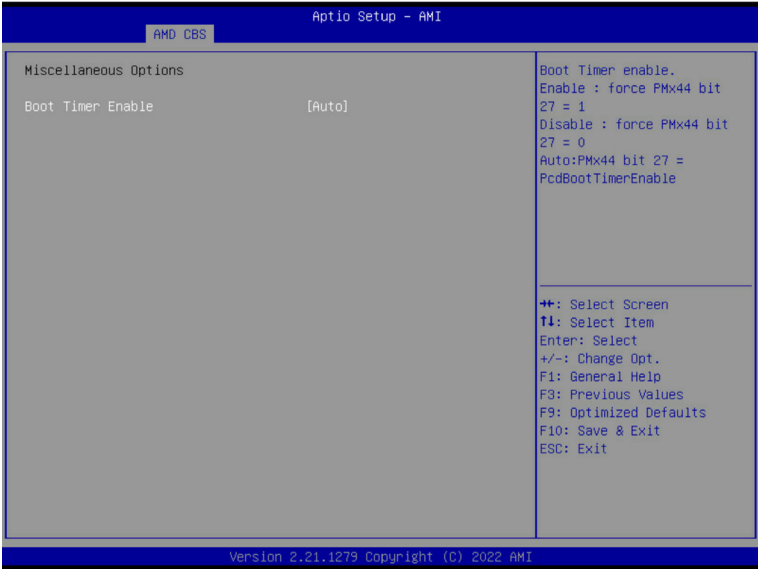 Aptio Setup – AMI
AMD CBS
Miscellaneous Options
Boot Timer Enable [Auto]
Boot Timer enable.
Enable : force PMx44 bit
27 = 1
Disable : force PMx44 bit
27 = 0
Auto:PMx44 bit 27 =
PcdBootTimerEnable
→←: Select Screen
↑↓: Select Item
Enter: Select
+/-: Change Opt.
F1: General Help
F3: Previous Values
F9: Optimized Defaults
F10: Save & Exit
ESC: Exit
Version 2.21.1279 Copyright (C) 2022 AMI